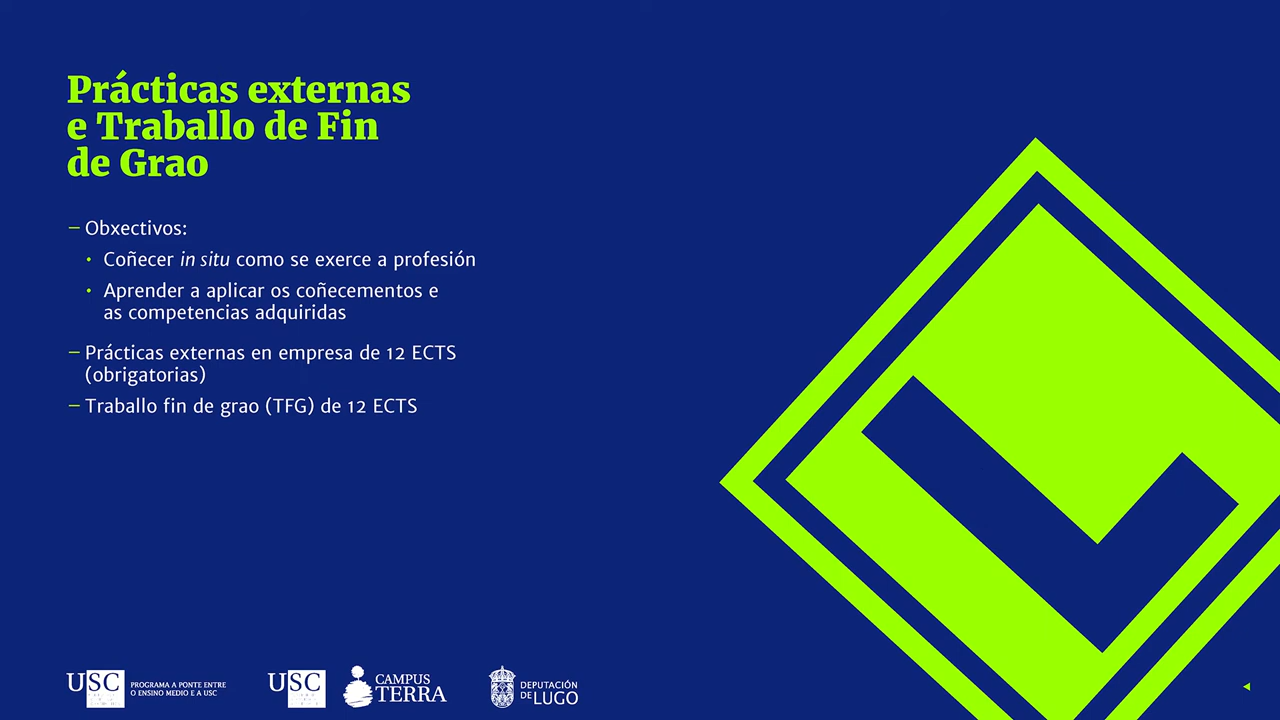 Prácticas externas
e Traballo de Fin
de Grao
– Obxectivos:
• Coñecer in situ como se exerce a profesión
• Aprender a aplicar os coñecementos e
as competencias adquiridas
– Prácticas externas en empresa de 12 ECTS
(obrigatorias)
– Traballo fin de grao (TFG) de 12 ECTS
USC
PROGRAMA A PONTE ENTRE
O ENSINO MEDIO E A USC
USC
CAMPUS
TERRA
DEPUTACIÓN
DE LUGO